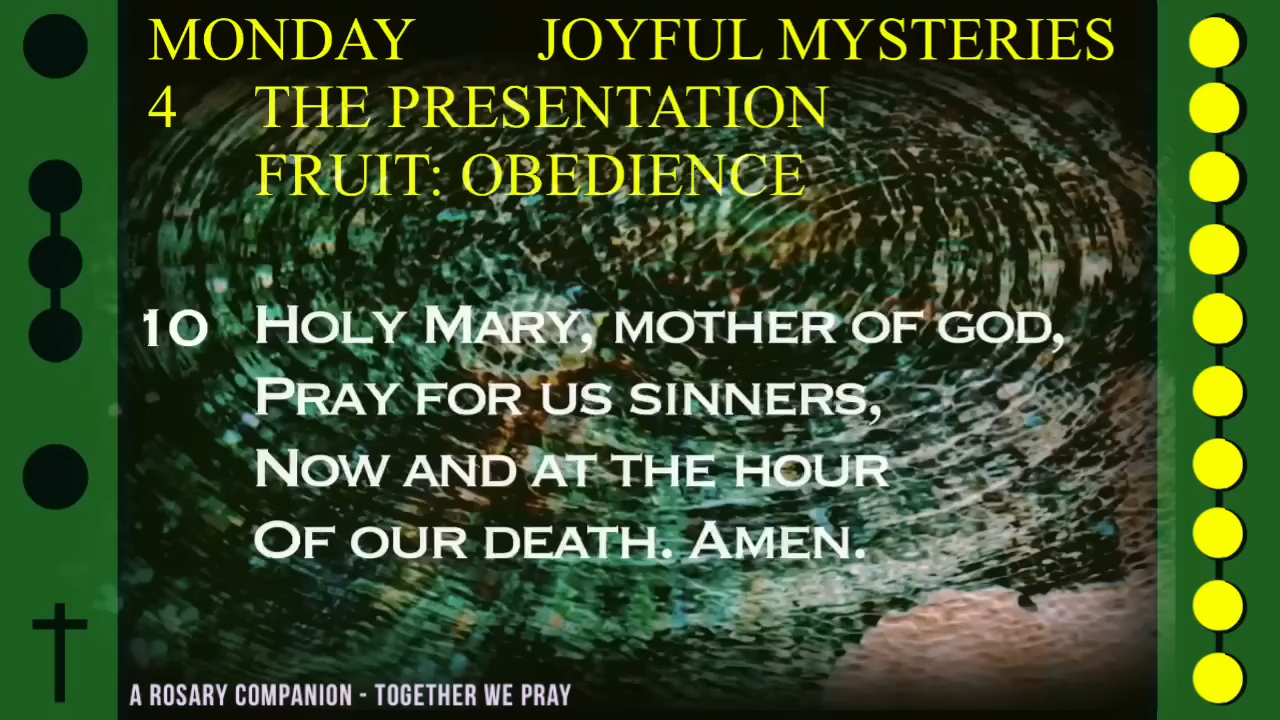 MONDAY JOYFUL MYSTERIES
4 THE PRESENTATION
FRUIT: OBEDIENCE
10 HOLY MARY, MOTHER OF GOD,
PRAY FOR US SINNERS,
NOW AND AT THE HOUR
OF OUR DEATH. AMEN.
A ROSARY COMPANION - TOGETHER WE PRAY